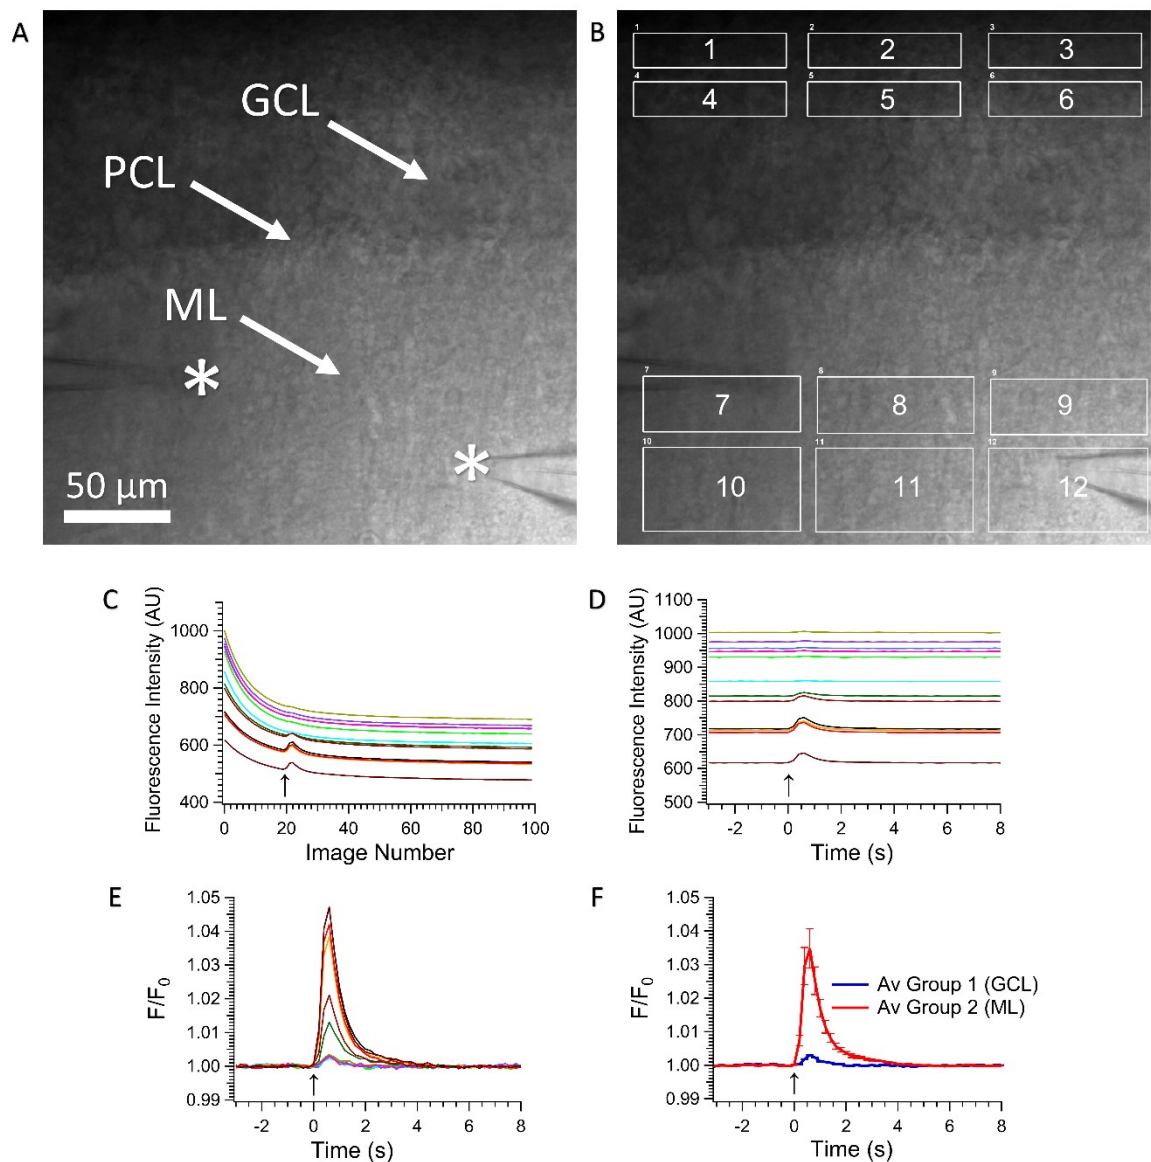 A
GCL
PCL
ML
*
*
50 µm
B
1 2 3
1 2 3
4 5 6
4 5 6
7 8 9
7 8 9
10 11 12
10 11 12
C
Fluorescence Intensity (AU)
1000
800
600
400
0 20 40 60 80 100
Image Number
D
Fluorescence Intensity (AU)
1100
1000
900
800
700
600
500
-2 0 2 4 6 8
Time (s)
E
F/F0
1.05
1.04
1.03
1.02
1.01
1.00
0.99
-2 0 2 4 6 8
Time (s)
F
F/F0
1.05
1.04
1.03
1.02
1.01
1.00
0.99
Av Group 1 (GCL)
Av Group 2 (ML)
-2 0 2 4 6 8
Time (s)